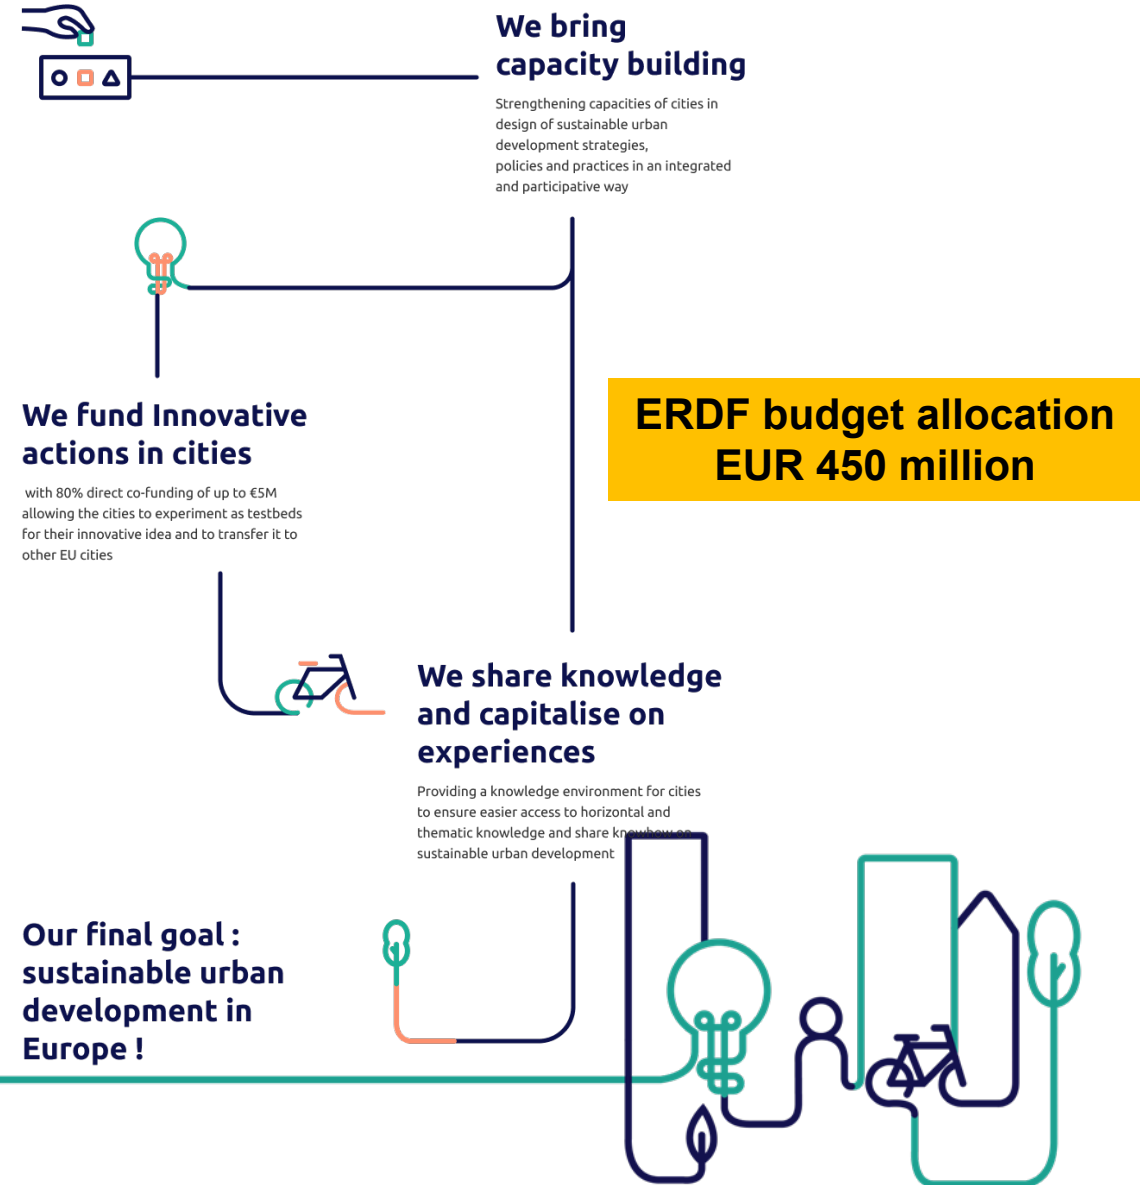 We bring
capacity building
Strengthening capacities of cities in
design of sustainable urban
development strategies,
policies and practices in an integrated
and participative way
We fund Innovative
actions in cities
with 80% direct co-funding of up to €5M
allowing the cities to experiment as testbeds
for their innovative idea and to transfer it to
other EU cities
ERDF budget allocation
EUR 450 million
We share knowledge
and capitalise on
experiences
Providing a knowledge environment for cities
to ensure easier access to horizontal and
thematic knowledge and share knowhow on
sustainable urban development
Our final goal :
sustainable urban
development in
Europe !